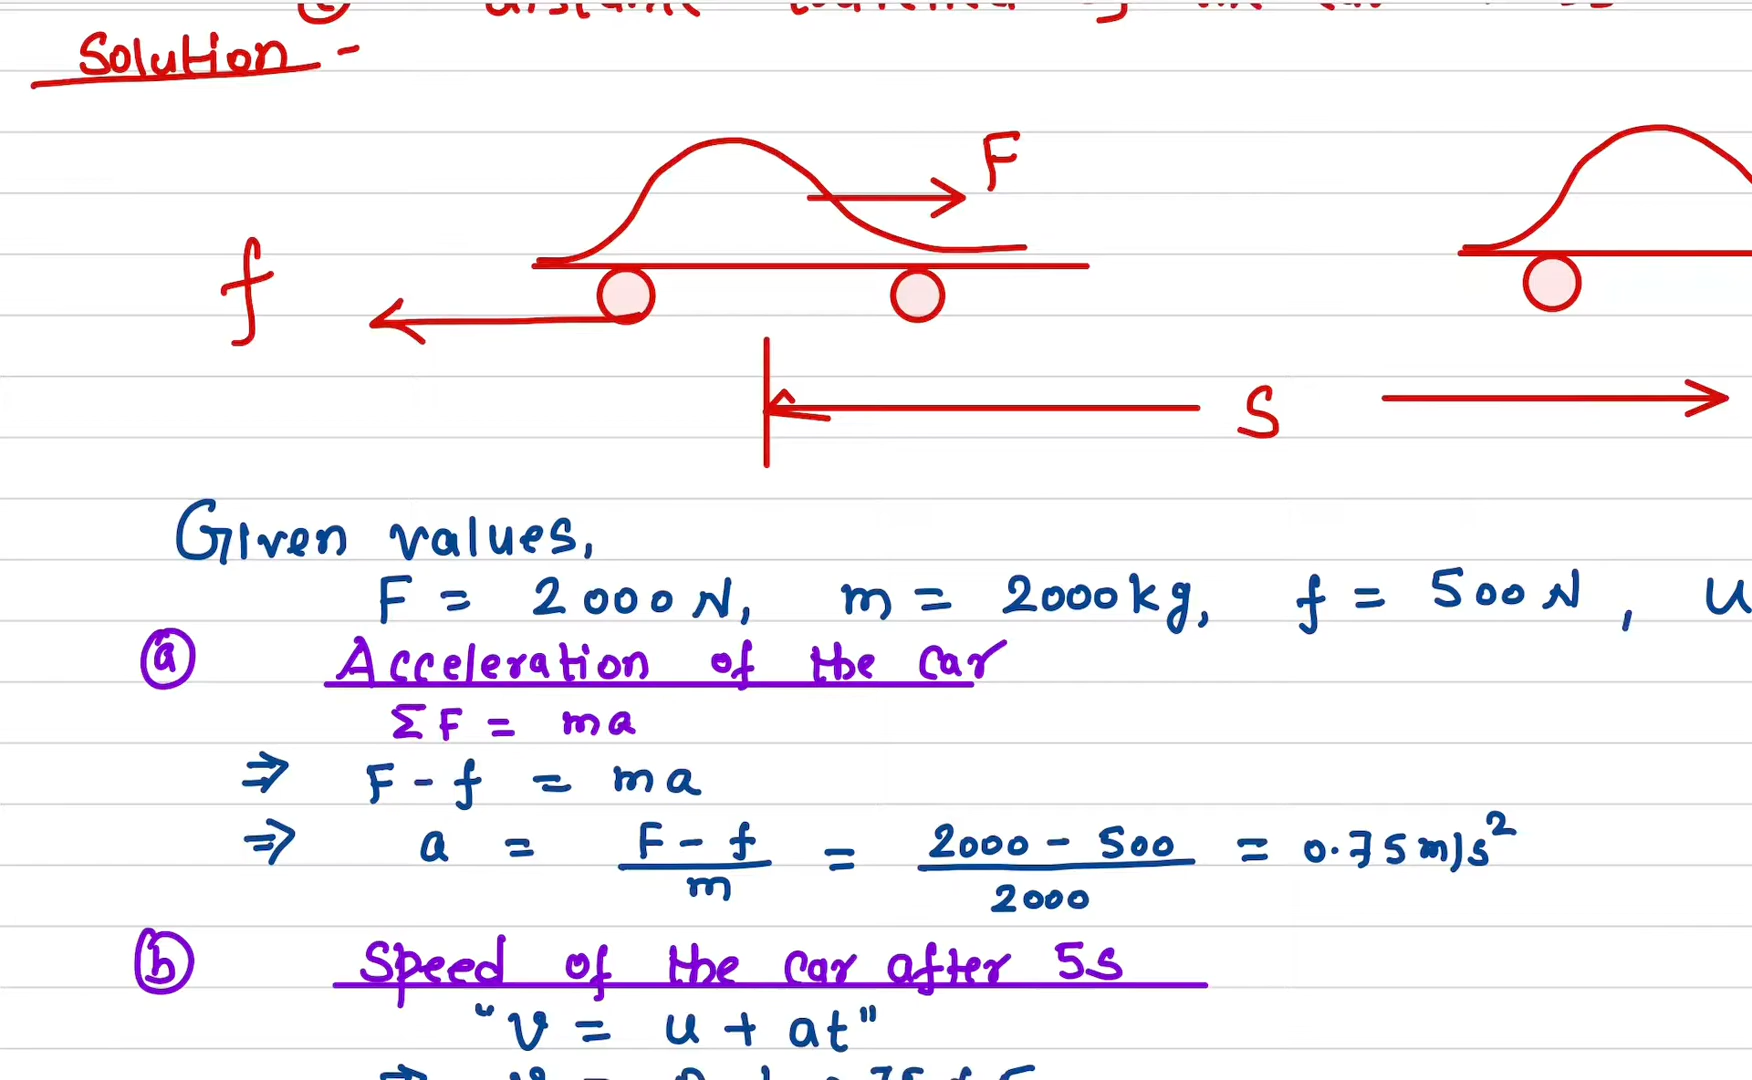 Solution -
F
f
S
Given values,
F = 2000 N, m = 2000 kg, f = 500 N, u
(a) Acceleration of the car
ΣF = ma
⇒ F - f = ma
⇒ a = (F - f)/m = (2000 - 500)/2000 = 0.75 m/s²
(b) Speed of the car after 5s
"v = u + at"